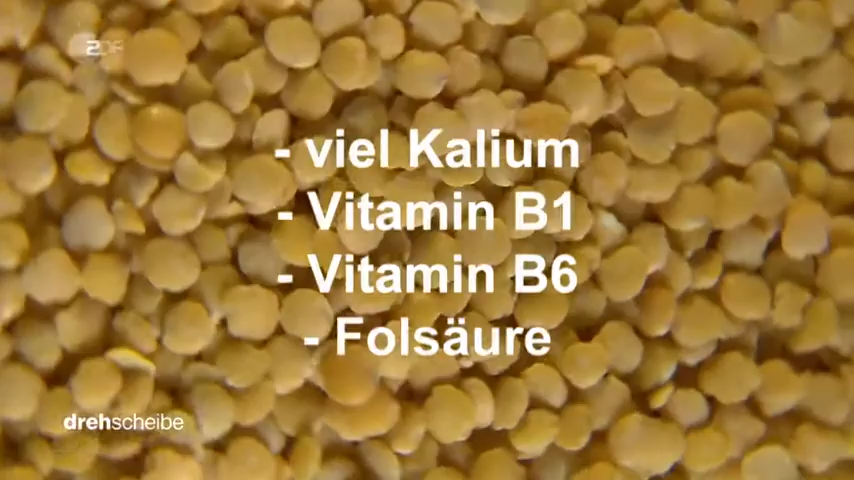 ZDF
- viel Kalium
- Vitamin B1
- Vitamin B6
- Folsäure
drehscheibe